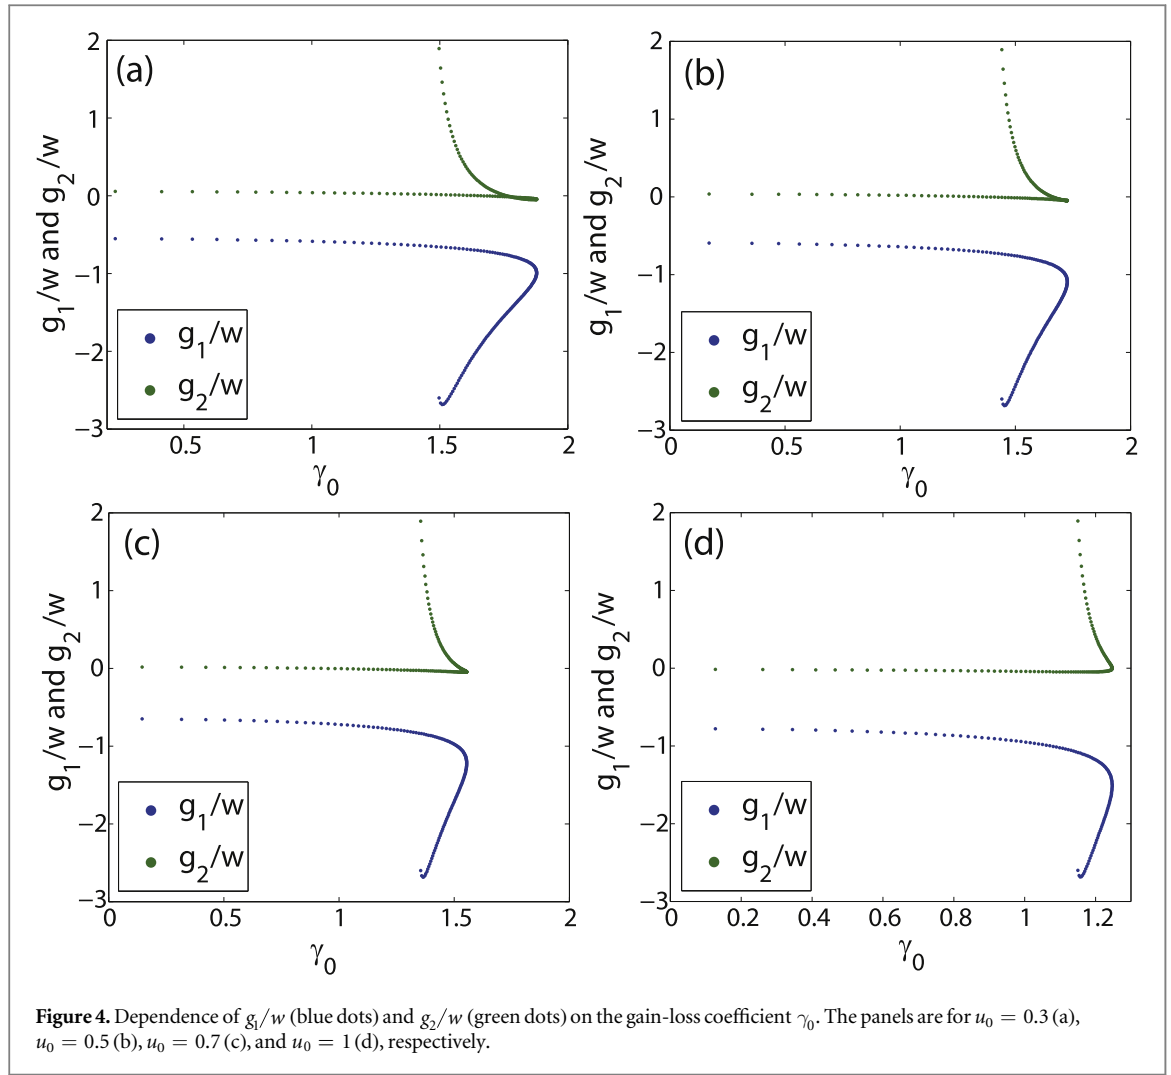 (a)
2
1
0
−1
−2
−3
g1/w and g2/w
g1/w
g2/w
0.5 1 1.5 2
γ0
(b)
2
1
0
−1
−2
−3
g1/w and g2/w
g1/w
g2/w
0 0.5 1 1.5 2
γ0
(c)
2
1
0
−1
−2
−3
g1/w and g2/w
g1/w
g2/w
0 0.5 1 1.5 2
γ0
(d)
2
1
0
−1
−2
−3
g1/w and g2/w
g1/w
g2/w
0 0.2 0.4 0.6 0.8 1 1.2
γ0
Figure 4. Dependence of g1/w (blue dots) and g2/w (green dots) on the gain-loss coefficient γ0. The panels are for u0 = 0.3 (a),
u0 = 0.5 (b), u0 = 0.7 (c), and u0 = 1 (d), respectively.